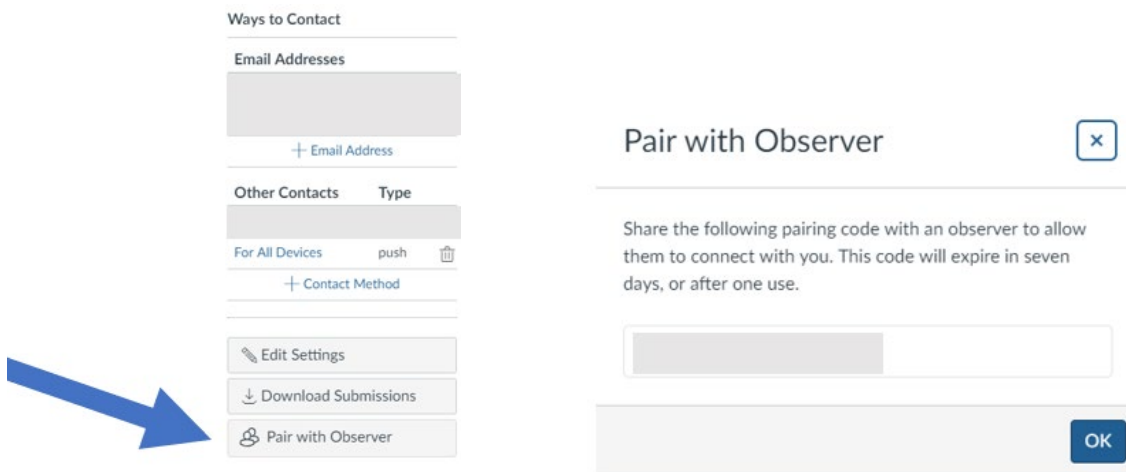 Ways to Contact
Email Addresses
+ Email Address
Other Contacts Type
For All Devices push
+ Contact Method
Edit Settings
Download Submissions
Pair with Observer
Pair with Observer
×
Share the following pairing code with an observer to allow
them to connect with you. This code will expire in seven
days, or after one use.
OK